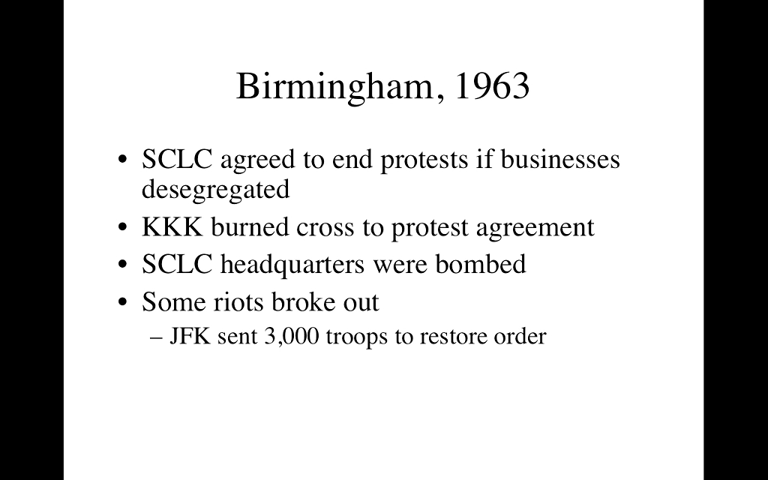 Birmingham, 1963
• SCLC agreed to end protests if businesses
desegregated
• KKK burned cross to protest agreement
• SCLC headquarters were bombed
• Some riots broke out
– JFK sent 3,000 troops to restore order